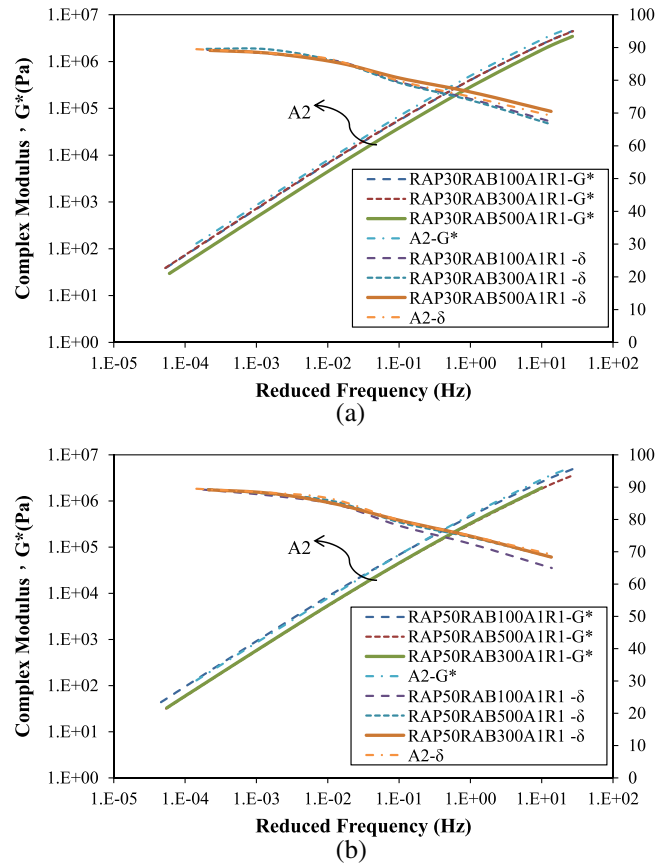 1.E+07
1.E+06
1.E+05
1.E+04
1.E+03
1.E+02
1.E+01
1.E+00
Complex Modulus , G*(Pa)
100
90
80
70
60
50
40
30
20
10
0
A2
RAP30RAB100A1R1-G*
RAP30RAB300A1R1-G*
RAP30RAB500A1R1-G*
A2-G*
RAP30RAB100A1R1 -δ
RAP30RAB300A1R1 -δ
RAP30RAB500A1R1 -δ
A2-δ
1.E-05 1.E-04 1.E-03 1.E-02 1.E-01 1.E+00 1.E+01 1.E+02
Reduced Frequency (Hz)
(a)
1.E+07
1.E+06
1.E+05
1.E+04
1.E+03
1.E+02
1.E+01
1.E+00
Complex Modulus , G*(Pa)
100
90
80
70
60
50
40
30
20
10
0
A2
RAP50RAB100A1R1-G*
RAP50RAB500A1R1-G*
RAP50RAB300A1R1-G*
A2-G*
RAP50RAB100A1R1 -δ
RAP50RAB500A1R1 -δ
RAP50RAB300A1R1 -δ
A2-δ
1.E-05 1.E-04 1.E-03 1.E-02 1.E-01 1.E+00 1.E+01 1.E+02
Reduced Frequency (Hz)
(b)